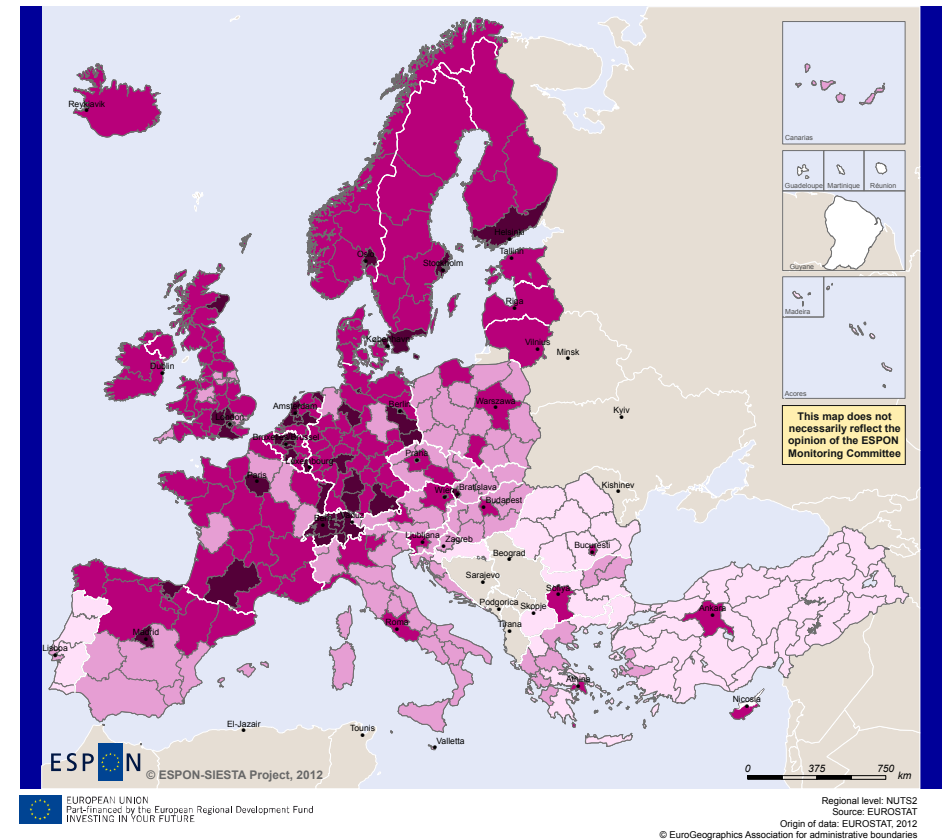 Canarias
Reykjavik
Guadeloupe
Martinique
Réunion
Guyane
Madeira
Acores
Oslo
Helsinki
Tallinn
Stockholm
Riga
København
Vilnius
Minsk
Dublin
London
Amsterdam
Berlin
Warszawa
Kyiv
This map does not
necessarily reflect the
opinion of the ESPON
Monitoring Committee
Luxembourg
Praha
Paris
Kishinev
Wien
Bratislava
Budapest
Ljubliana
Zagreb
Beograd
Bucuresti
Sarajevo
Sofiya
Podgorica
Skopje
Ankara
Roma
Tirana
Madrid
Lisboa
Athina
Nicosia
El-Jazair
Tounis
Valletta
ESPON
© ESPON-SIESTA Project, 2012
0 375 750
km
EUROPEAN UNION
Part-financed by the European Regional Development Fund
INVESTING IN YOUR FUTURE
Regional level: NUTS2
Source: EUROSTAT
Origin of data: EUROSTAT, 2012
© EuroGeographics Association for administrative boundaries